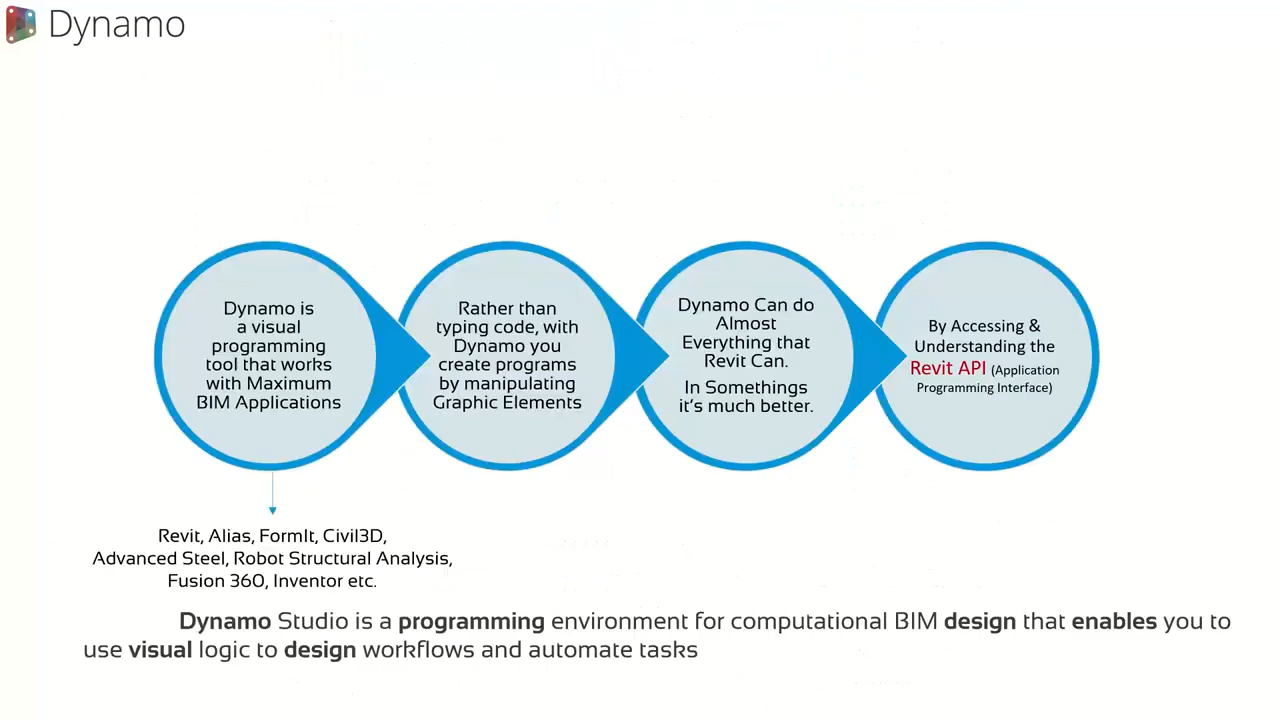 Dynamo
Dynamo is
a visual
programming
tool that works
with Maximum
BIM Applications
Rather than
typing code, with
Dynamo you
create programs
by manipulating
Graphic Elements
Dynamo Can do
Almost
Everything that
Revit Can.
In Somethings
it's much better.
By Accessing &
Understanding the
Revit API (Application
Programming Interface)
Revit, Alias, FormIt, Civil3D,
Advanced Steel, Robot Structural Analysis,
Fusion 360, Inventor etc.
Dynamo Studio is a programming environment for computational BIM design that enables you to
use visual logic to design workflows and automate tasks